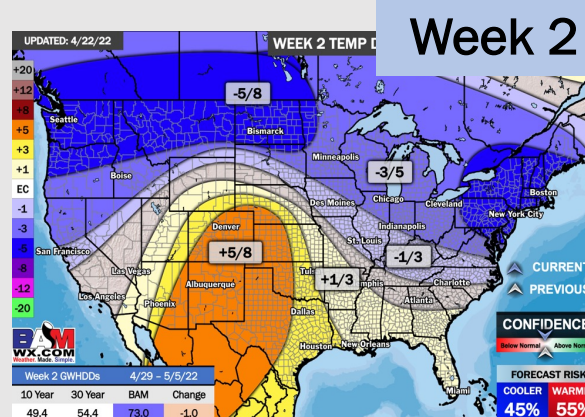 Week 2
UPDATED: 4/22/22
WEEK 2 TEMP
+20
+12
+8
+5
+3
+1
EC
-1
-3
-5
-8
-12
-20
-5/8
Seattle
Bismarck
Minneapolis
-3/5
Boise
Boston
Des Moines
Chicago
Cleveland
New York City
Denver
Indianapolis
St. Louis
San Francisco
+5/8
-1/3
Las Vegas
Albuquerque
+1/3
Charlotte
Los Angeles
Phoenix
Atlanta
Dallas
Houston
New Orleans
Miami
CURRENT
PREVIOUS
CONFIDENCE
Below Normal
Above Nor
BAM
WX.COM
Weather. Made. Simple.
Week 2 GWHDDs 4/29 – 5/5/22
10 Year 30 Year BAM Change
49.4 54.4 73.0 -1.0
FORECAST RISK
COOLER WARM
45% 55%